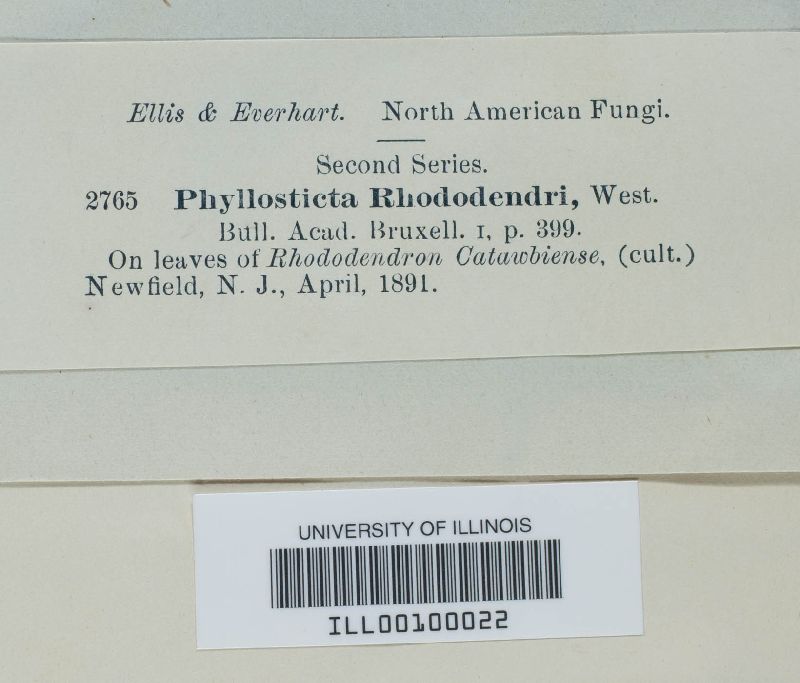 Ellis & Everhart. North American Fungi.
Second Series.
2765 Phyllosticta Rhododendri, West.
Bull. Acad. Bruxell. I, p. 399.
On leaves of Rhododendron Catawbiense, (cult.)
Newfield, N. J., April, 1891.
UNIVERSITY OF ILLINOIS
ILL00100022